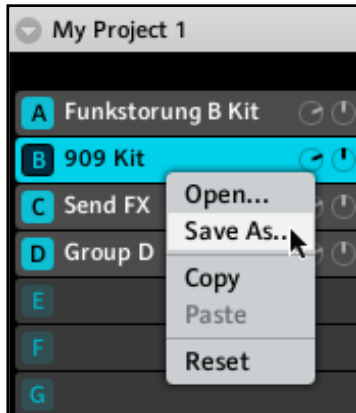 My Project 1
A Funkstorung B Kit
B 909 Kit
C Send FX
D Group D
E
F
G
Open...
Save As...
Copy
Paste
Reset